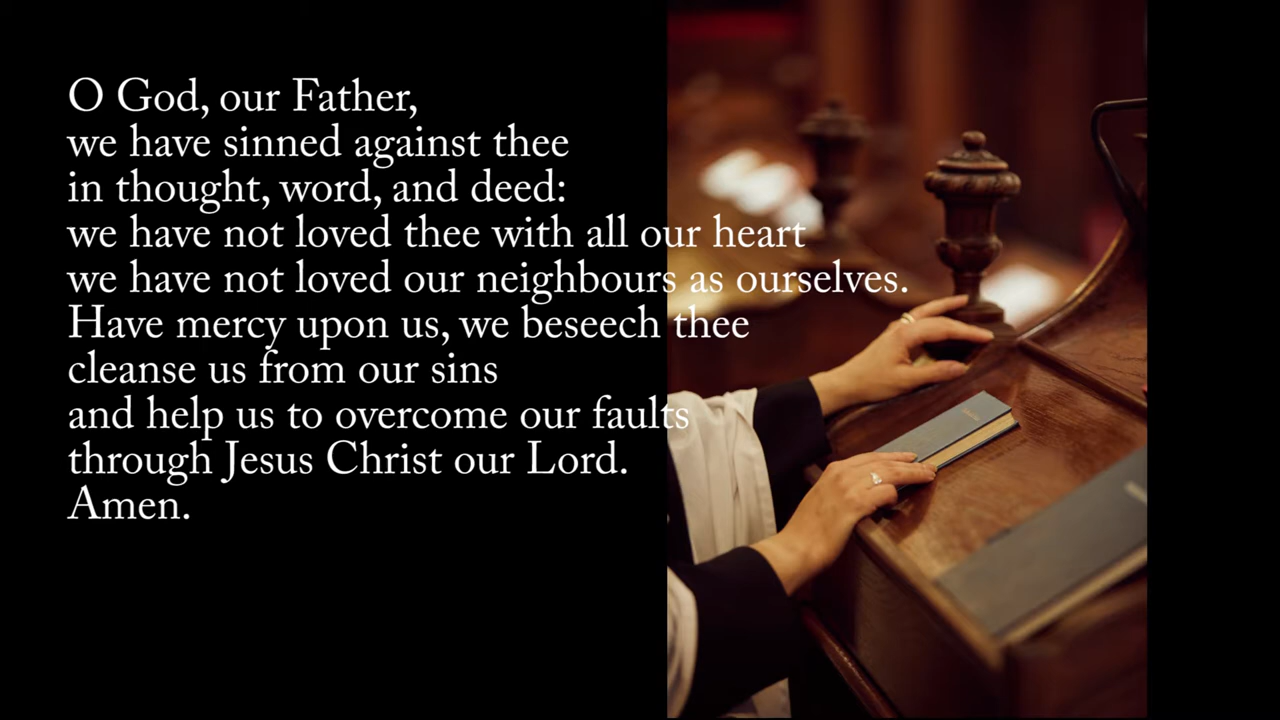 O God, our Father,
we have sinned against thee
in thought, word, and deed:
we have not loved thee with all our heart
we have not loved our neighbours as ourselves.
Have mercy upon us, we beseech thee
cleanse us from our sins
and help us to overcome our faults
through Jesus Christ our Lord.
Amen.